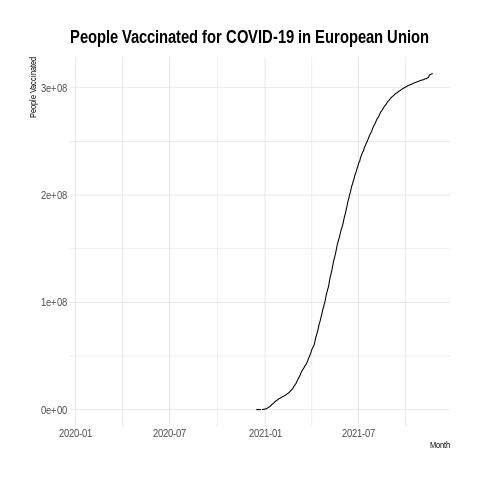 People Vaccinated for COVID-19 in European Union
People Vaccinated
3e+08
2e+08
1e+08
0e+00
2020-01 2020-07 2021-01 2021-07
Month